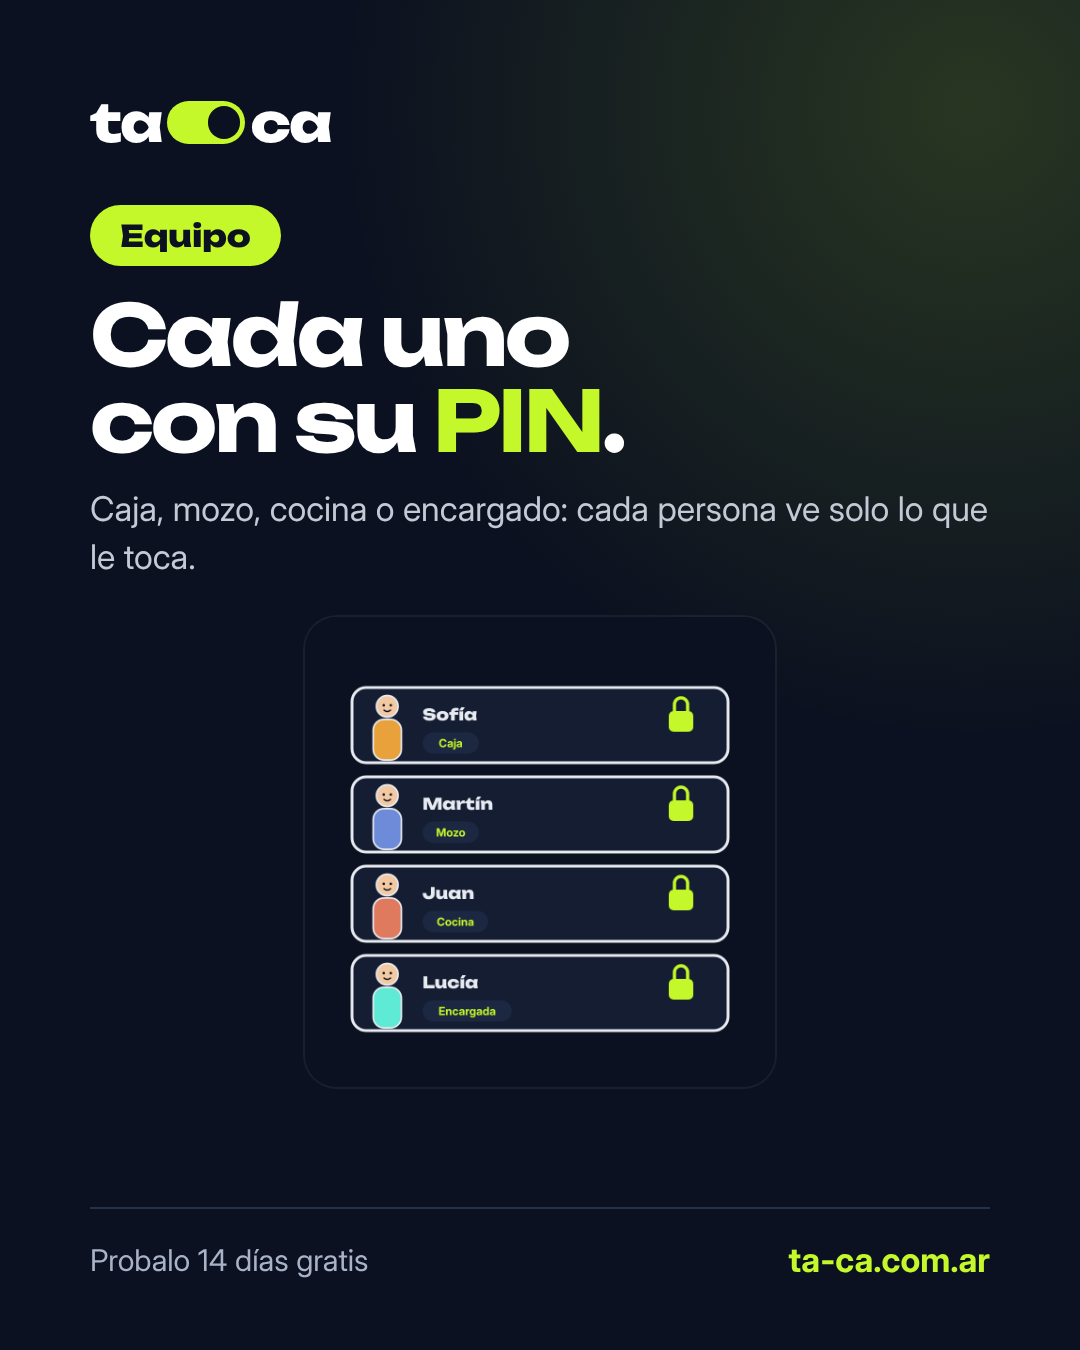 ta ca
Equipo
Cada uno
con su PIN.
Caja, mozo, cocina o encargado: cada persona ve solo lo que
le toca.
Sofía
Caja
Martín
Mozo
Juan
Cocina
Lucía
Encargada
Probalo 14 días gratis
ta-ca.com.ar